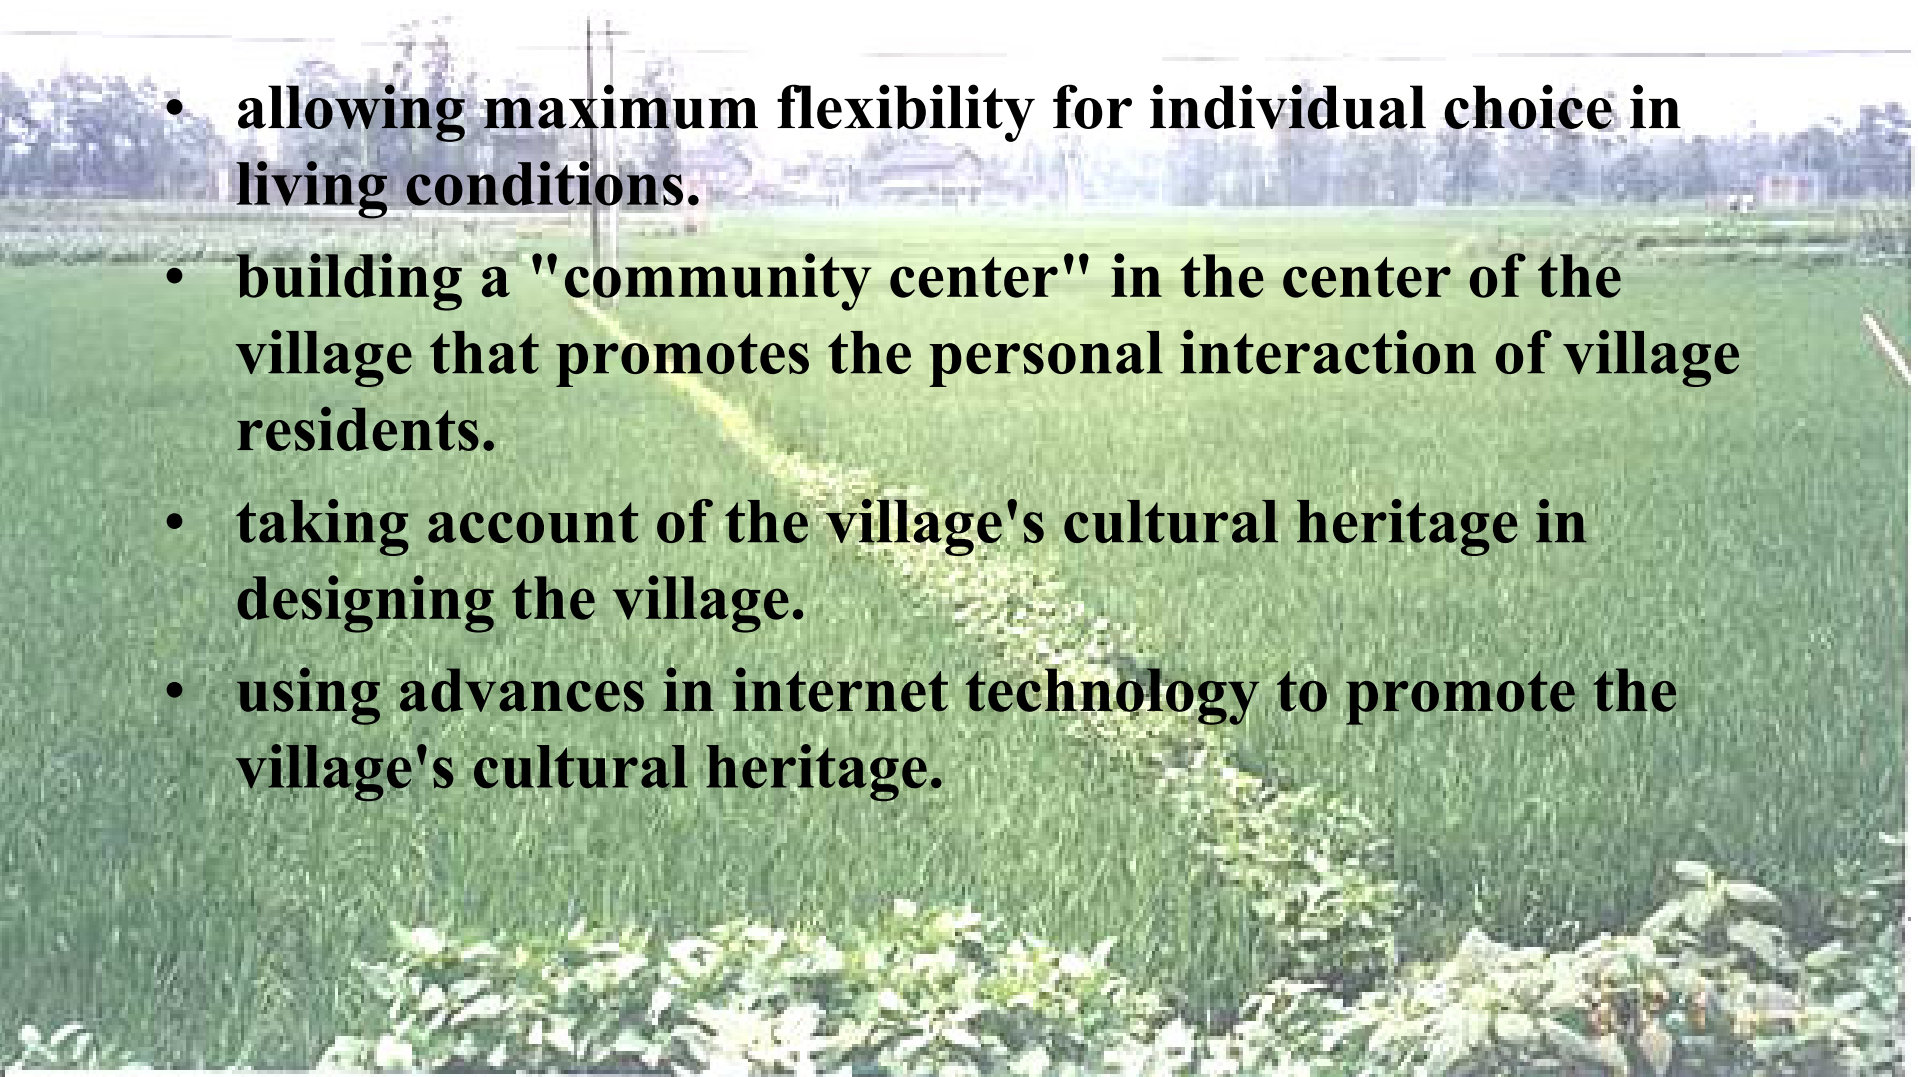 • allowing maximum flexibility for individual choice in
living conditions.
• building a "community center" in the center of the
village that promotes the personal interaction of village
residents.
• taking account of the village's cultural heritage in
designing the village.
• using advances in internet technology to promote the
village's cultural heritage.